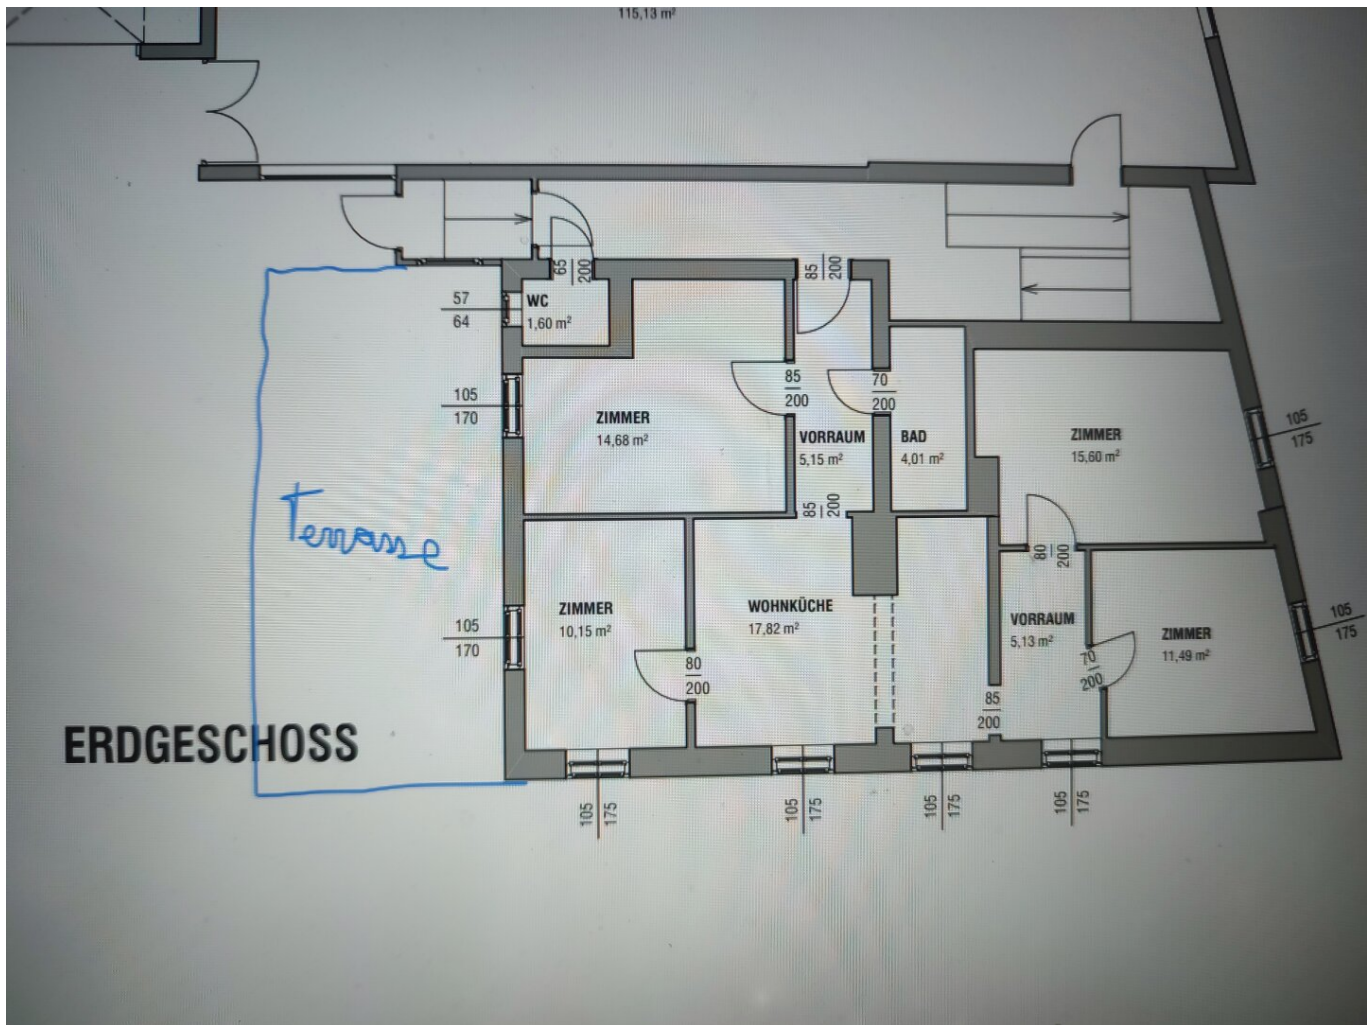 115,13 m²
65
200
85
200
57
64
WC
1,60 m²
105
170
ZIMMER
14,68 m²
85
200
70
200
VORRAUM
5,15 m²
BAD
4,01 m²
ZIMMER
15,60 m²
105
175
85
200
Terrasse
80
200
105
170
ZIMMER
10,15 m²
WOHNKÜCHE
17,82 m²
VORRAUM
5,13 m²
ZIMMER
11,49 m²
105
175
80
200
70
200
85
200
ERDGESCHOSS
105
175
105
175
105
175
105
175